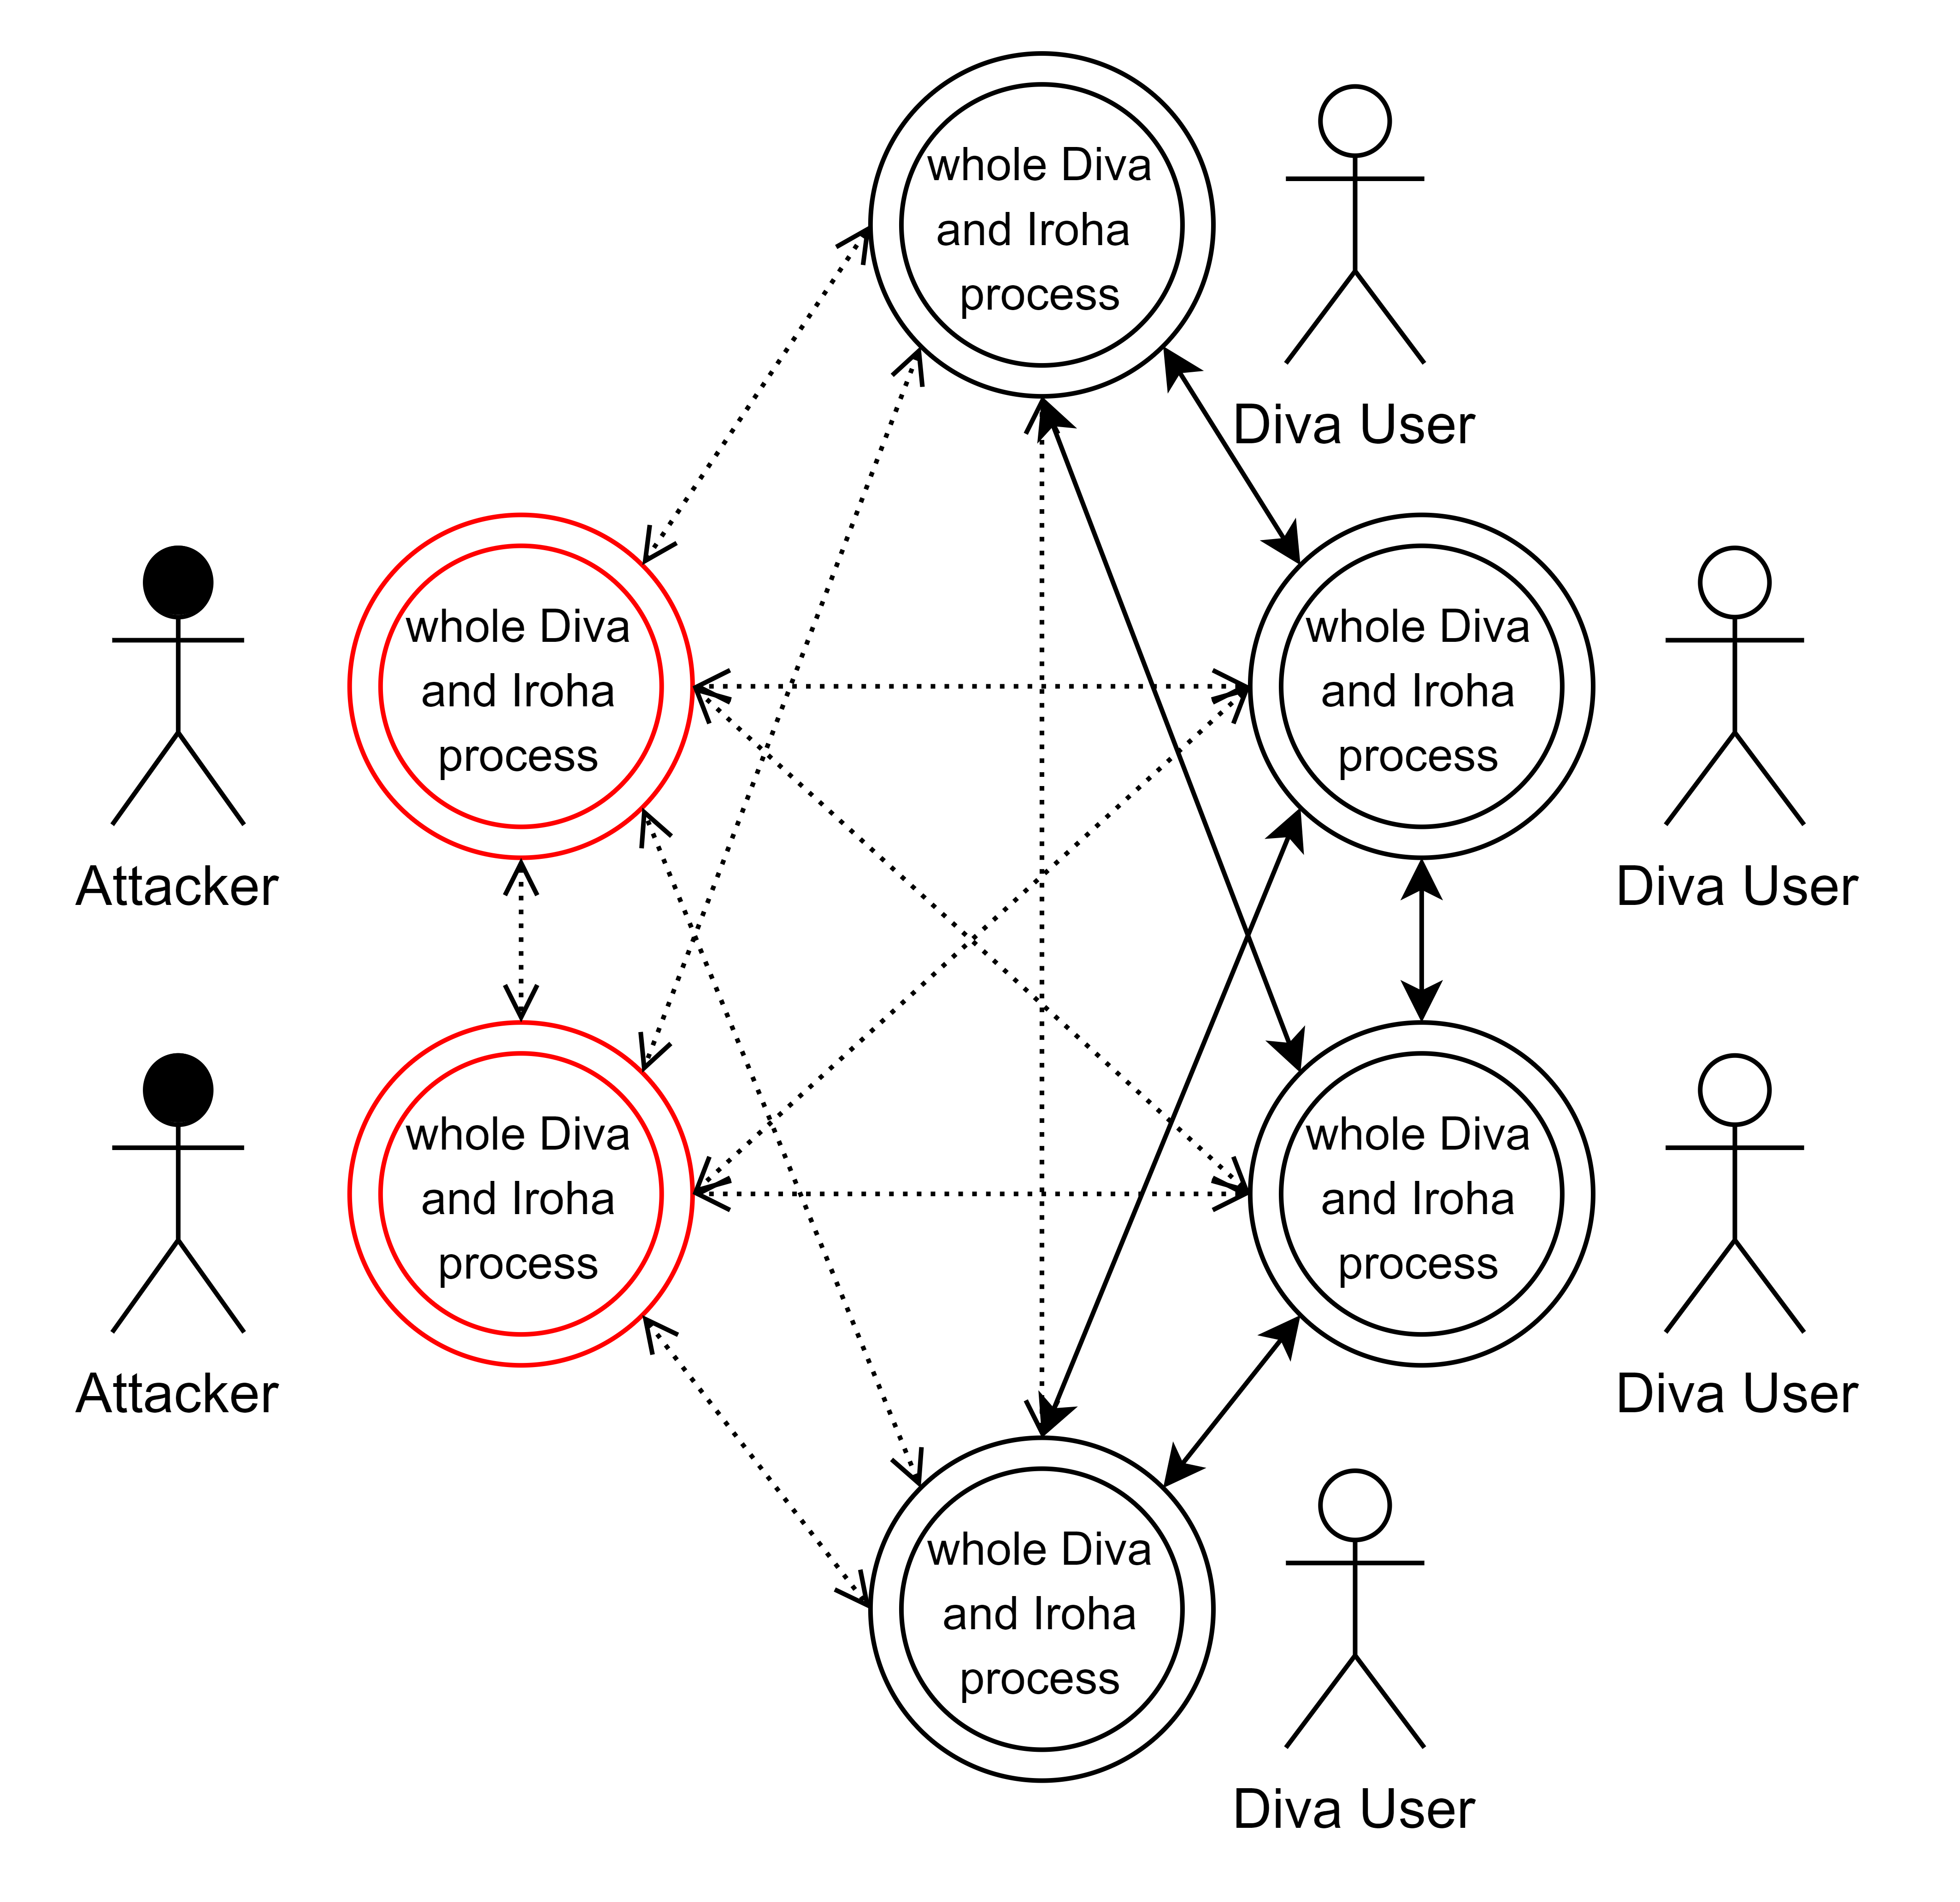 whole Diva
and Iroha
process
Diva User
whole Diva
and Iroha
process
Attacker
whole Diva
and Iroha
process
Diva User
whole Diva
and Iroha
process
Attacker
whole Diva
and Iroha
process
Diva User
whole Diva
and Iroha
process
Diva User